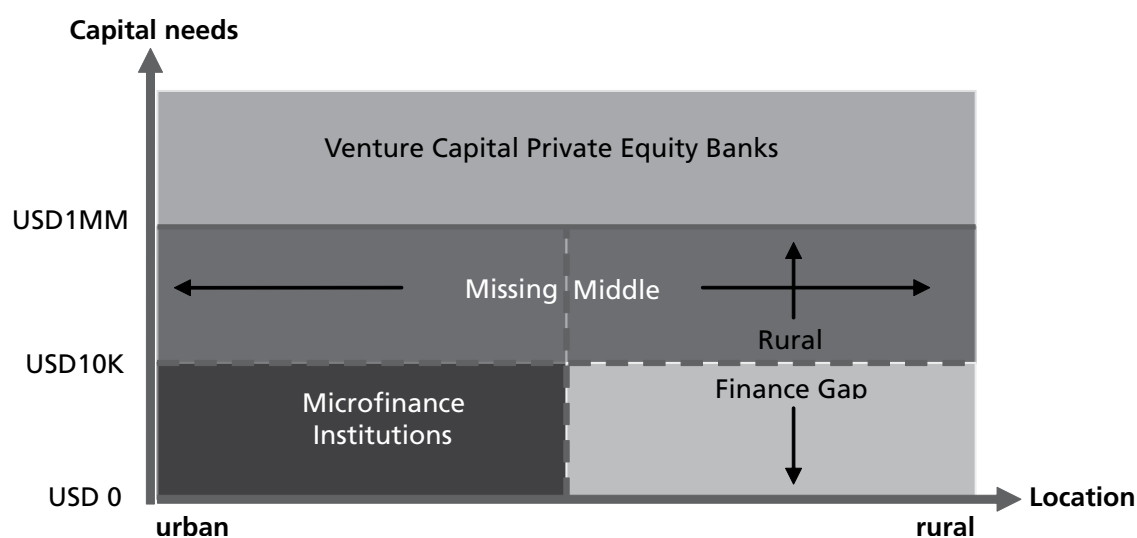 Capital needs
Venture Capital Private Equity Banks
USD1MM
Missing Middle
Rural
USD10K
Finance Gap
Microfinance
Institutions
USD 0
Location
urban
rural